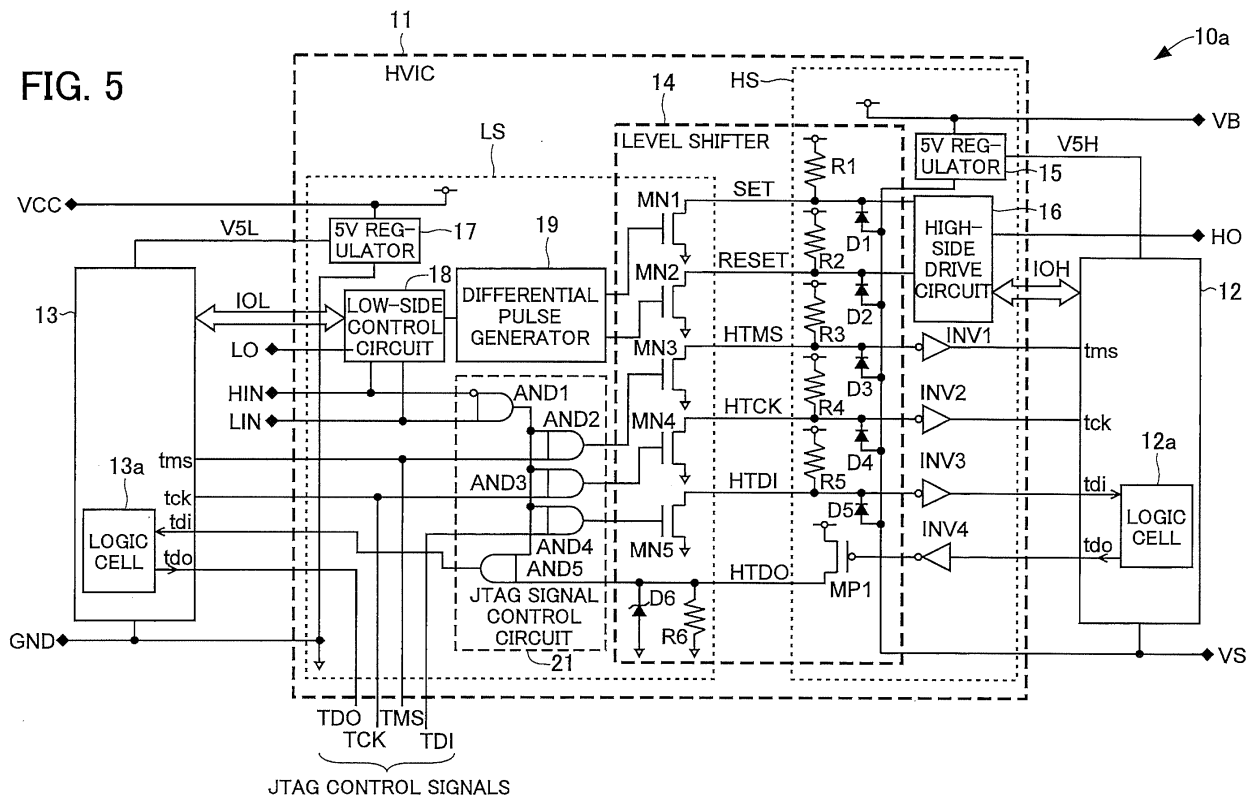 FIG. 5
11
HVIC
10a
HS
14
LS
LEVEL SHIFTER
VB
5V REG-
ULATOR
V5H
15
R1
VCC
V5L
5V REG-
ULATOR
17
MN1
SET
16
19
D1
HIGH-
SIDE
DRIVE
CIRCUIT
HO
R2
MN2
RESET
IOH
13
IOL
18
LOW-SIDE
CONTROL
CIRCUIT
DIFFERENTIAL
PULSE
GENERATOR
D2
12
LO
MN3
HTMS
R3
INV1
tms
HIN
AND1
D3
LIN
AND2
MN4
HTCK
R4
INV2
tck
13a
tms
AND3
D4
INV3
12a
tck
HTDI
R5
tdi
tdi
LOGIC
CELL
AND4
MN5
D5
INV4
LOGIC
CELL
tdo
AND5
HTDO
MP1
tdo
JTAG SIGNAL
CONTROL
CIRCUIT
D6
R6
GND
21
VS
TDO
TMS
TCK
TDI
JTAG CONTROL SIGNALS